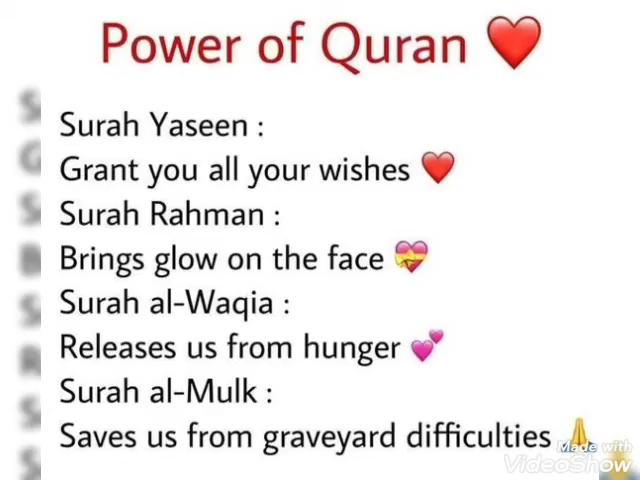 Power of Quran ❤️
Surah Yaseen :
Grant you all your wishes ❤️
Surah Rahman :
Brings glow on the face 💝
Surah al-Waqia :
Releases us from hunger 💕
Surah al-Mulk :
Saves us from graveyard difficulties 🙏
Made with
VideoShow